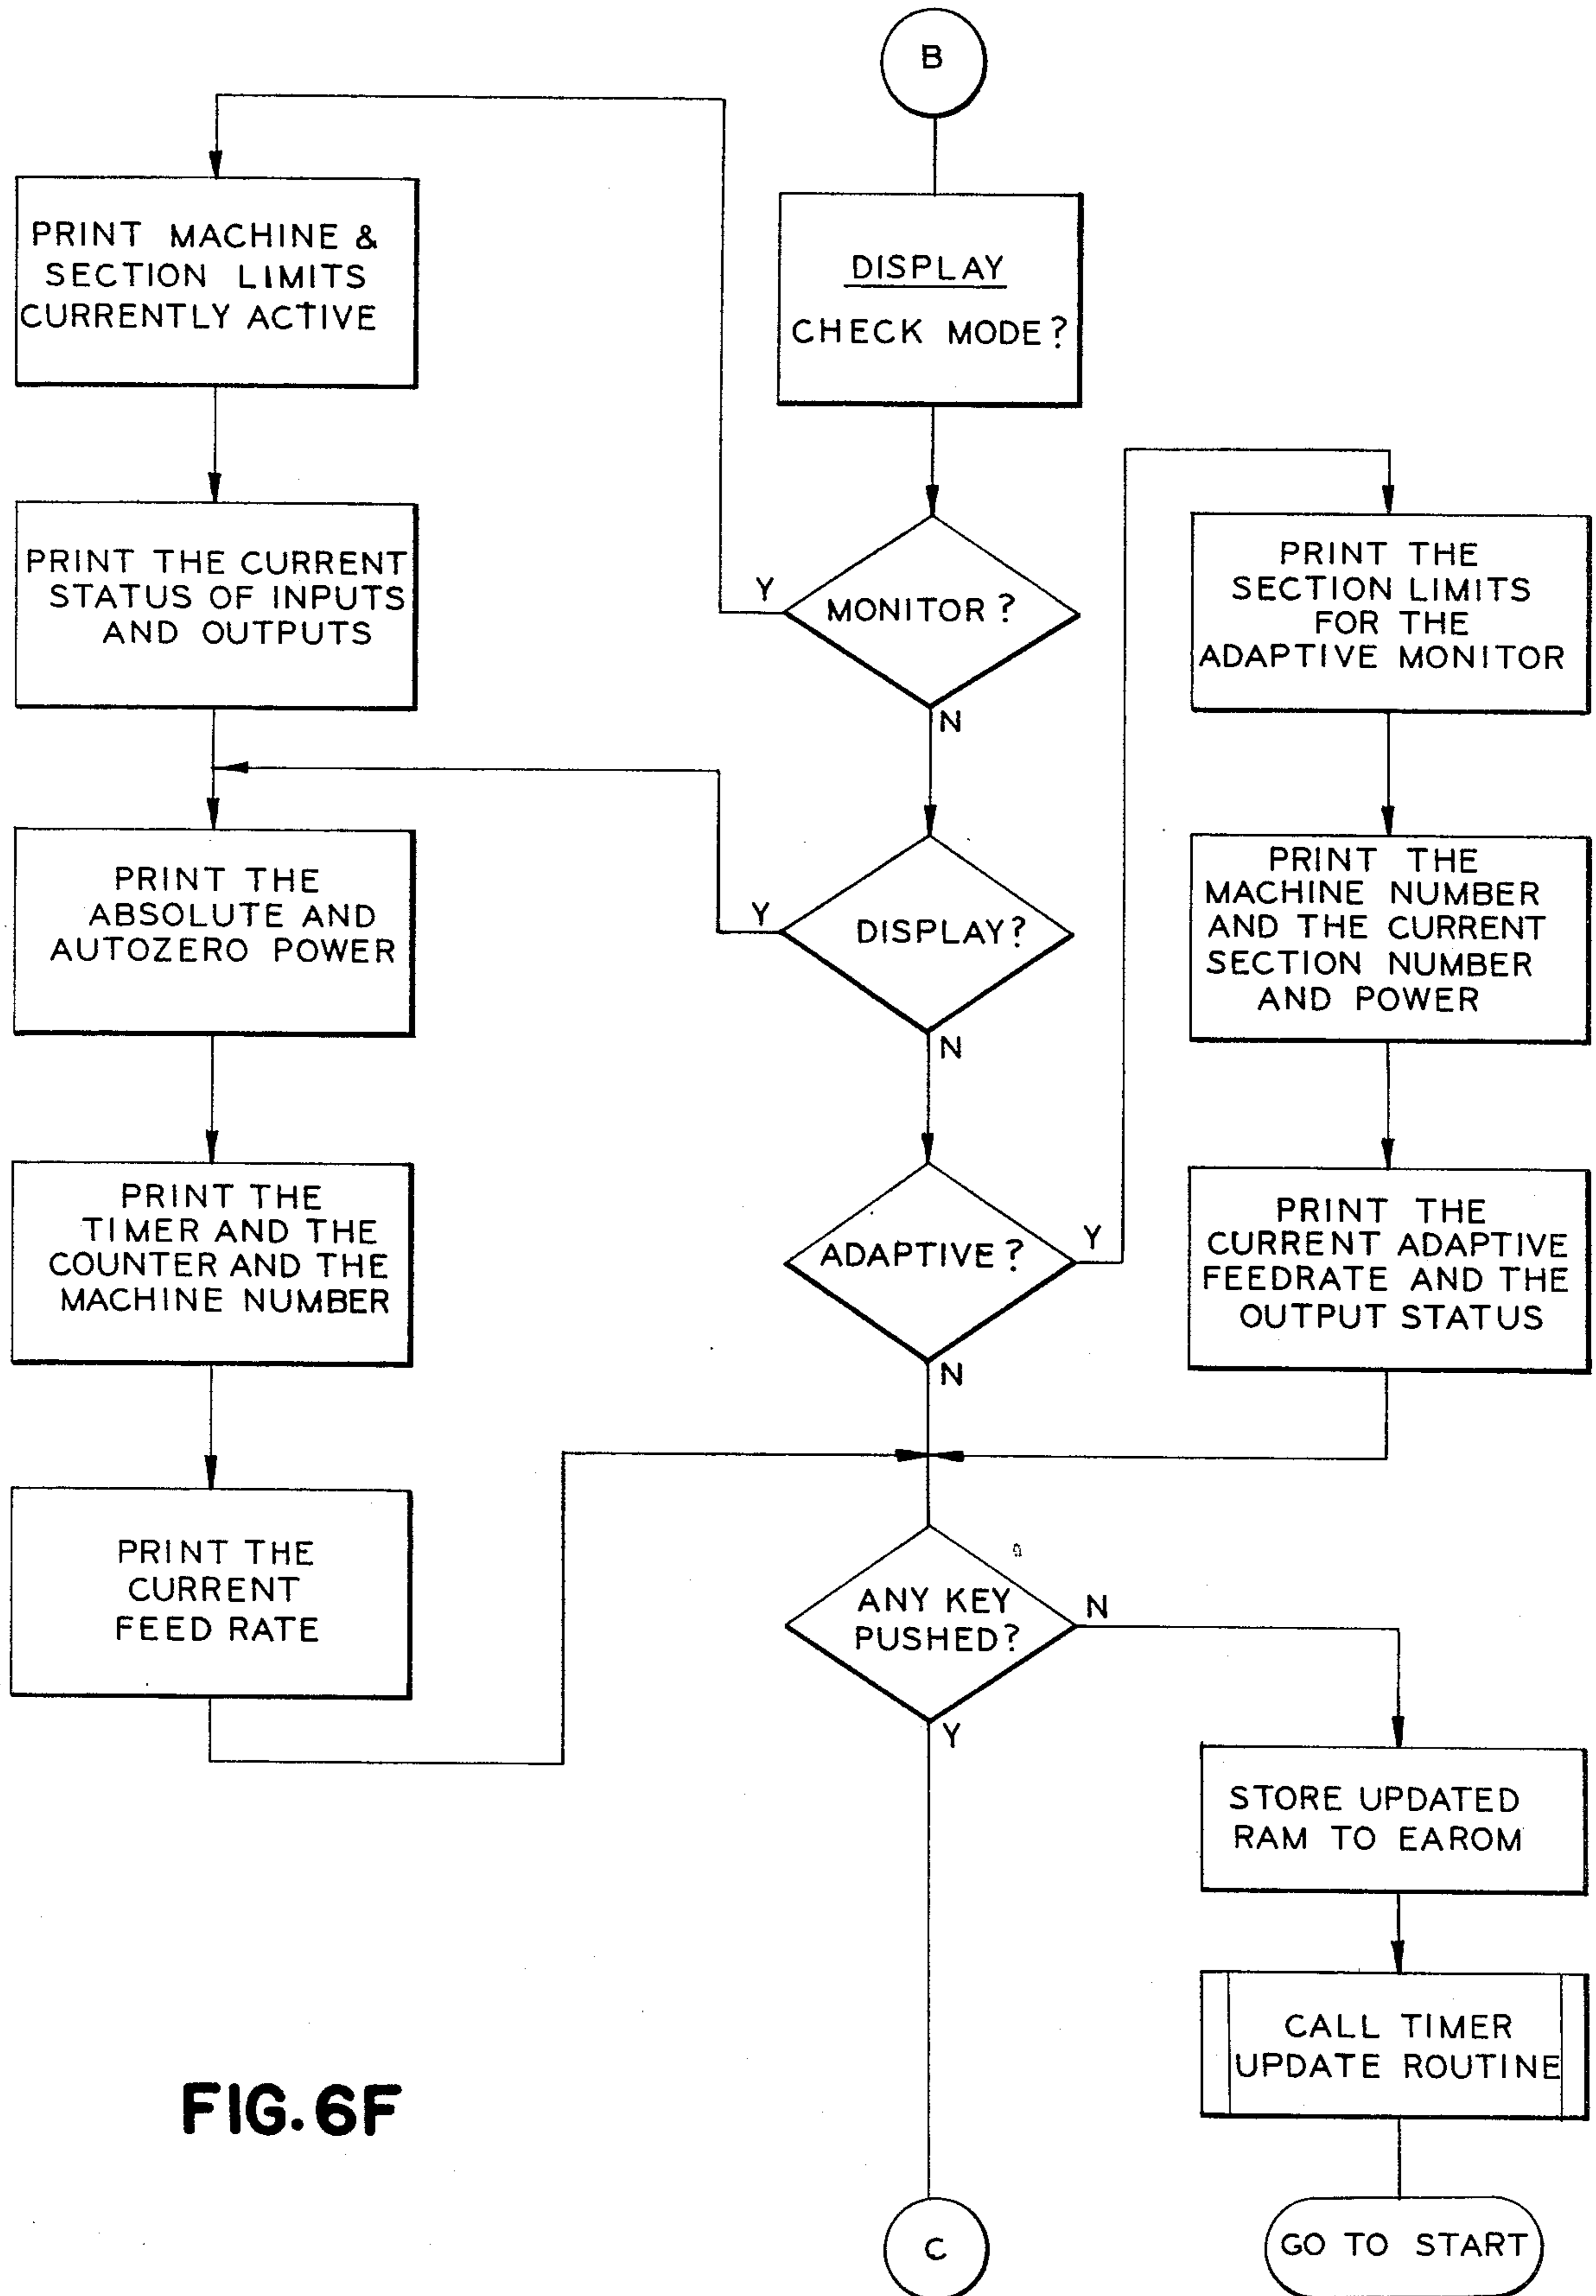 B
PRINT MACHINE &
SECTION LIMITS
CURRENTLY ACTIVE
DISPLAY
CHECK MODE?
PRINT THE CURRENT
STATUS OF INPUTS
AND OUTPUTS
Y
MONITOR?
N
PRINT THE
SECTION LIMITS
FOR THE
ADAPTIVE MONITOR
PRINT THE
ABSOLUTE AND
AUTOZERO POWER
Y
DISPLAY?
N
PRINT THE
MACHINE NUMBER
AND THE CURRENT
SECTION NUMBER
AND POWER
PRINT THE
TIMER AND THE
COUNTER AND THE
MACHINE NUMBER
ADAPTIVE?
Y
N
PRINT THE
CURRENT ADAPTIVE
FEEDRATE AND THE
OUTPUT STATUS
PRINT THE
CURRENT
FEED RATE
ANY KEY
PUSHED?
N
Y
STORE UPDATED
RAM TO EAROM
CALL TIMER
UPDATE ROUTINE
FIG.6F
C
GO TO START